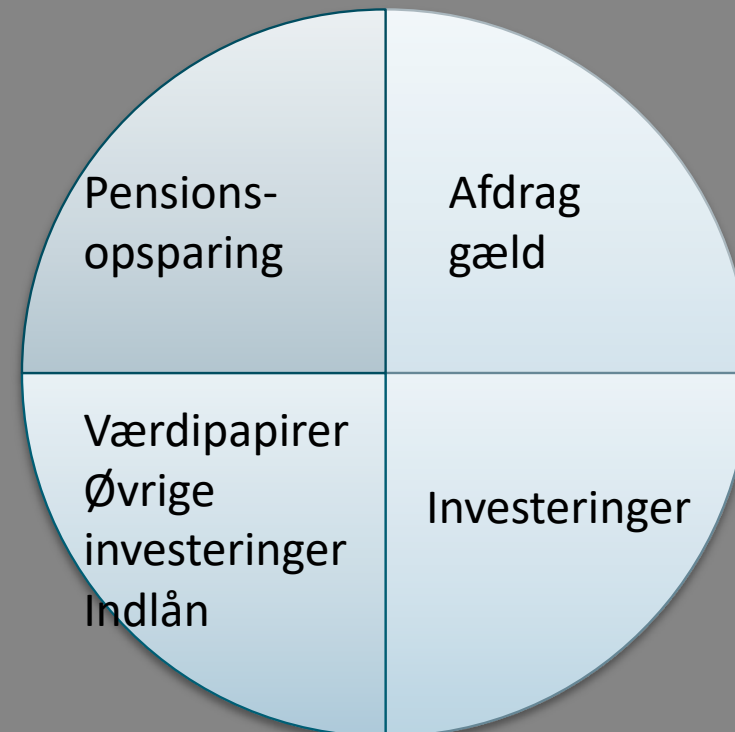 Pensions-
opsparing
Afdrag
gæld
Værdipapirer
Øvrige
investeringer
Indlån
Investeringer